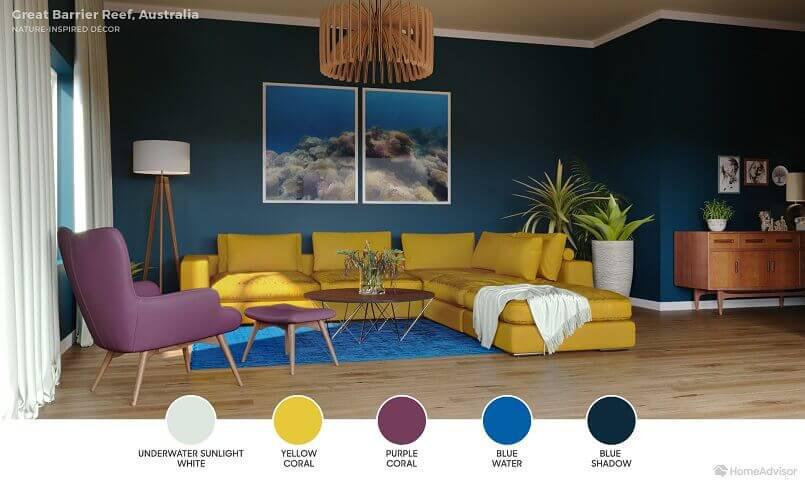 Great Barrier Reef, Australia
NATURE-INSPIRED DÉCOR
UNDERWATER SUNLIGHT
WHITE
YELLOW
CORAL
PURPLE
CORAL
BLUE
WATER
BLUE
SHADOW
HomeAdvisor